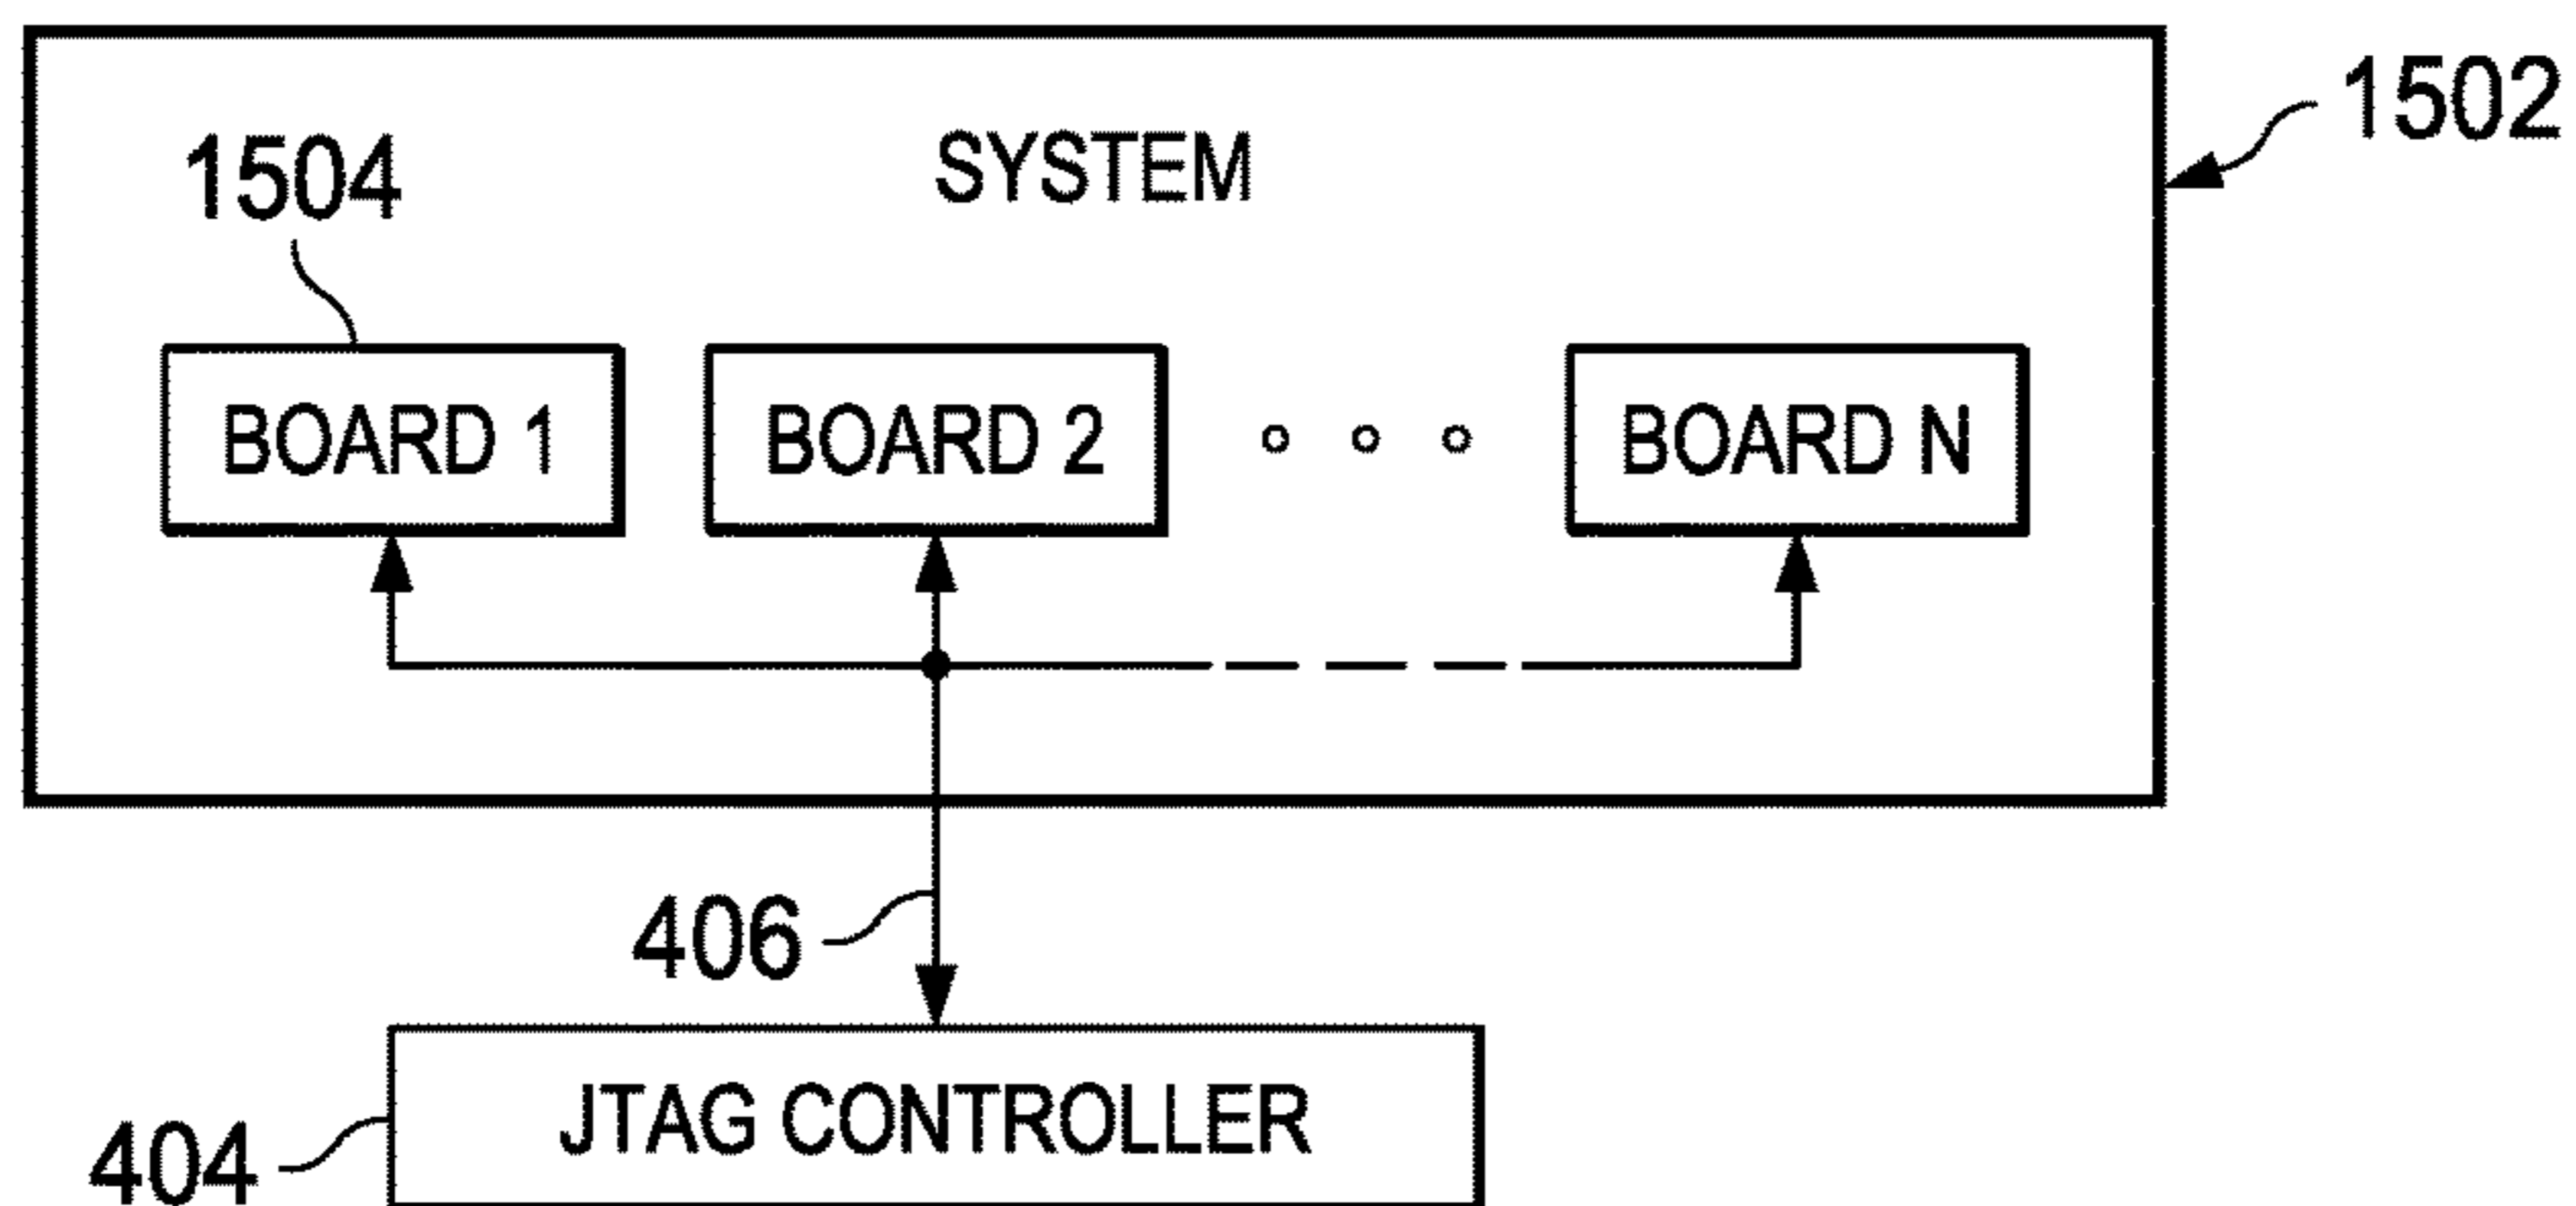 1502
SYSTEM
1504
BOARD 1
BOARD 2
BOARD N
406
JTAG CONTROLLER
404